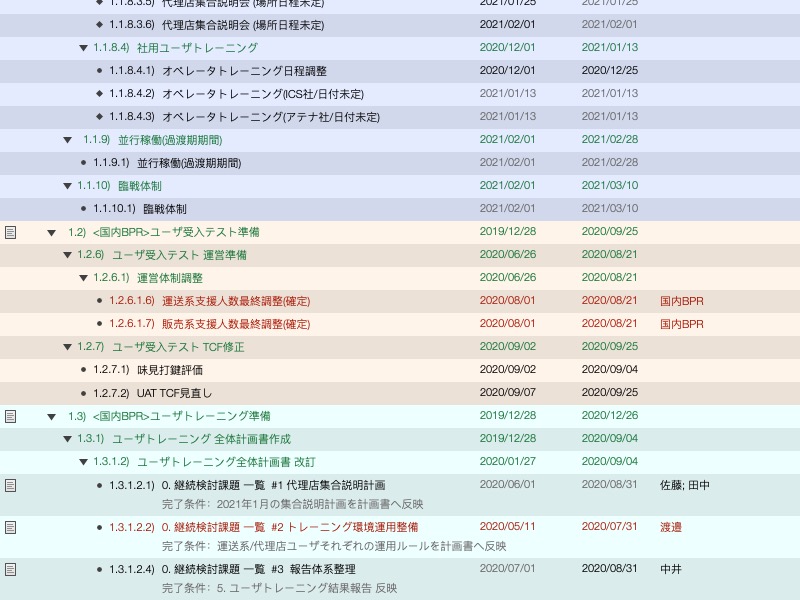 1.1.8.3.5) 代理店集合説明会 (場所日程未定) 2021/01/25 2021/01/25
1.1.8.3.6) 代理店集合説明会 (場所日程未定) 2021/02/01 2021/02/01
1.1.8.4) 社用ユーザトレーニング 2020/12/01 2021/01/13
1.1.8.4.1) オペレータトレーニング日程調整 2020/12/01 2020/12/25
1.1.8.4.2) オペレータトレーニング(ICS社/日付未定) 2021/01/13 2021/01/13
1.1.8.4.3) オペレータトレーニング(アテナ社/日付未定) 2021/01/13 2021/01/13
1.1.9) 並行稼働(過渡期期間) 2021/02/01 2021/02/28
1.1.9.1) 並行稼働(過渡期期間) 2021/02/01 2021/02/28
1.1.10) 臨戦体制 2021/02/01 2021/03/10
1.1.10.1) 臨戦体制 2021/02/01 2021/03/10
1.2) <国内BPR>ユーザ受入テスト準備 2019/12/28 2020/09/25
1.2.6) ユーザ受入テスト 運営準備 2020/06/26 2020/08/21
1.2.6.1) 運営体制調整 2020/06/26 2020/08/21
1.2.6.1.6) 運送系支援人数最終調整(確定) 2020/08/01 2020/08/21 国内BPR
1.2.6.1.7) 販売系支援人数最終調整(確定) 2020/08/01 2020/08/21 国内BPR
1.2.7) ユーザ受入テスト TCF修正 2020/09/02 2020/09/25
1.2.7.1) 味見打鍵評価 2020/09/02 2020/09/04
1.2.7.2) UAT TCF見直し 2020/09/07 2020/09/25
1.3) <国内BPR>ユーザトレーニング準備 2019/12/28 2020/12/26
1.3.1) ユーザトレーニング 全体計画書作成 2019/12/28 2020/09/04
1.3.1.2) ユーザトレーニング全体計画書 改訂 2020/01/27 2020/09/04
1.3.1.2.1) 0. 継続検討課題 一覧 #1 代理店集合説明計画 2020/06/01 2020/08/31 佐藤; 田中
完了条件: 2021年1月の集合説明計画を計画書へ反映
1.3.1.2.2) 0. 継続検討課題 一覧 #2 トレーニング環境運用整備 2020/05/11 2020/07/31 渡邉
完了条件: 運送系/代理店ユーザそれぞれの運用ルールを計画書へ反映
1.3.1.2.4) 0. 継続検討課題 一覧 #3 報告体系整理 2020/07/01 2020/08/31 中井
完了条件: 5. ユーザトレーニング結果報告 反映